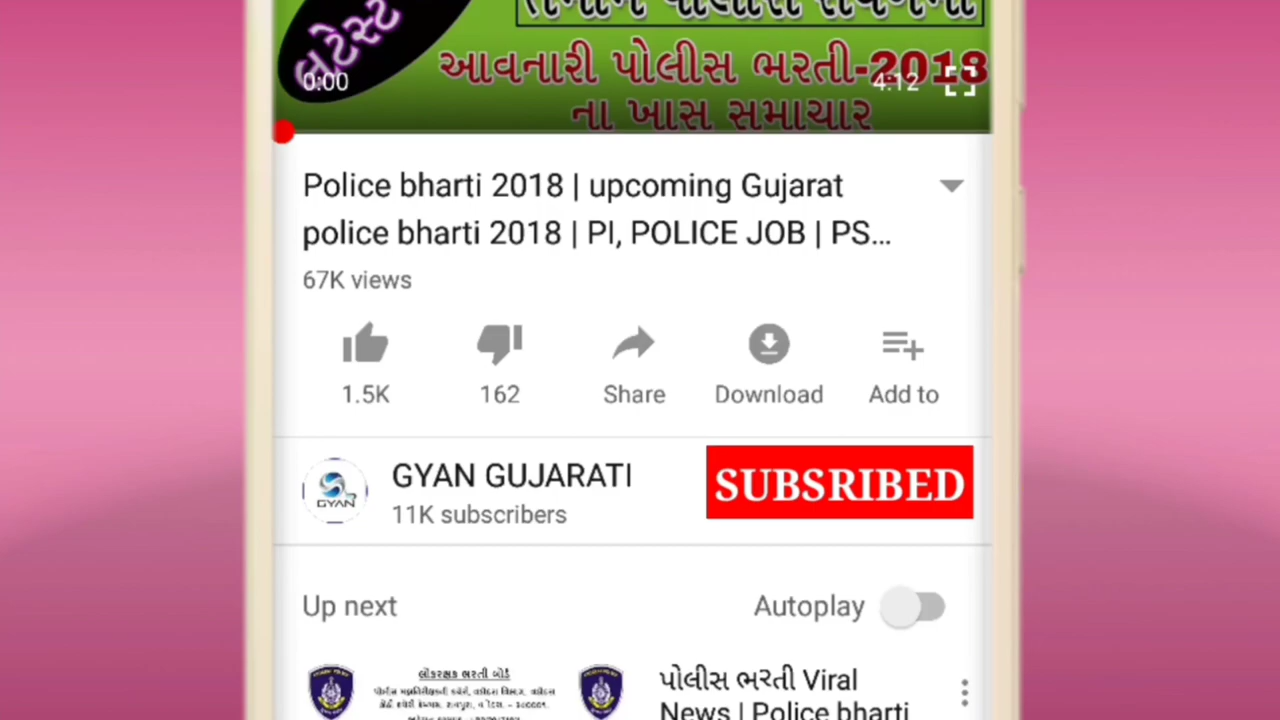 લેટેસ્ટ
તમામ પોલીસ
આવનારી પોલીસ ભરતી-2018
ના ખાસ સમાચાર
0:00
4:12
Police bharti 2018 | upcoming Gujarat
police bharti 2018 | PI, POLICE JOB | PS...
67K views
1.5K
162
Share
Download
Add to
GYAN
GYAN GUJARATI
11K subscribers
SUBSRIBED
Up next
Autoplay
લોકરક્ષક ભરતી બોર્ડ
પોલીસ ભરતી Viral
News | Police bharti